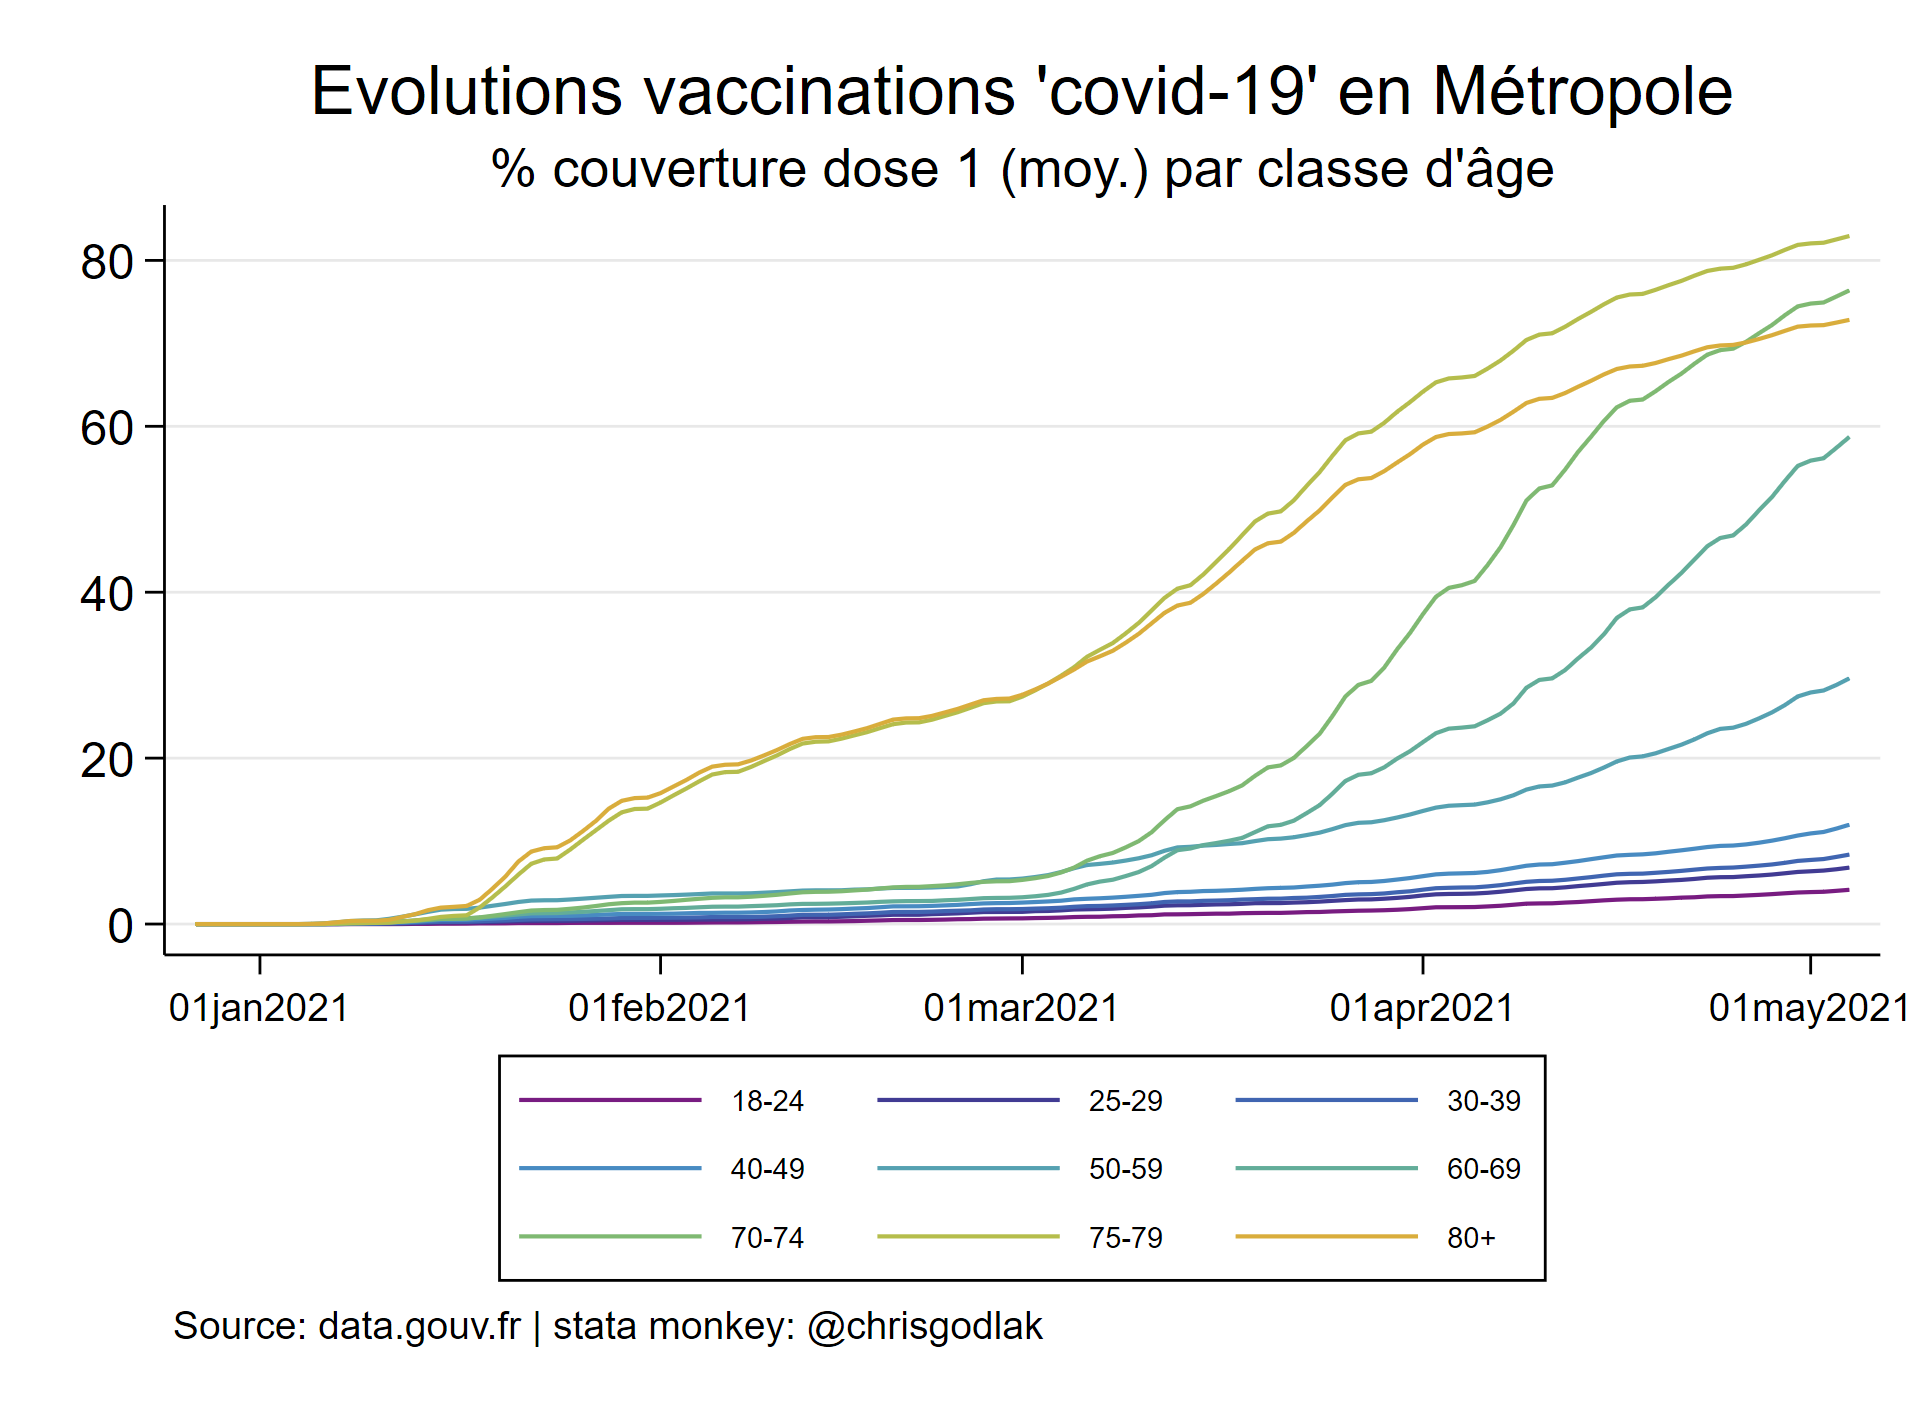 Evolutions vaccinations 'covid-19' en Métropole
% couverture dose 1 (moy.) par classe d'âge
80
60
40
20
0
01jan2021 01feb2021 01mar2021 01apr2021 01may2021
18-24 25-29 30-39
40-49 50-59 60-69
70-74 75-79 80+
Source: data.gouv.fr | stata monkey: @chrisgodlak